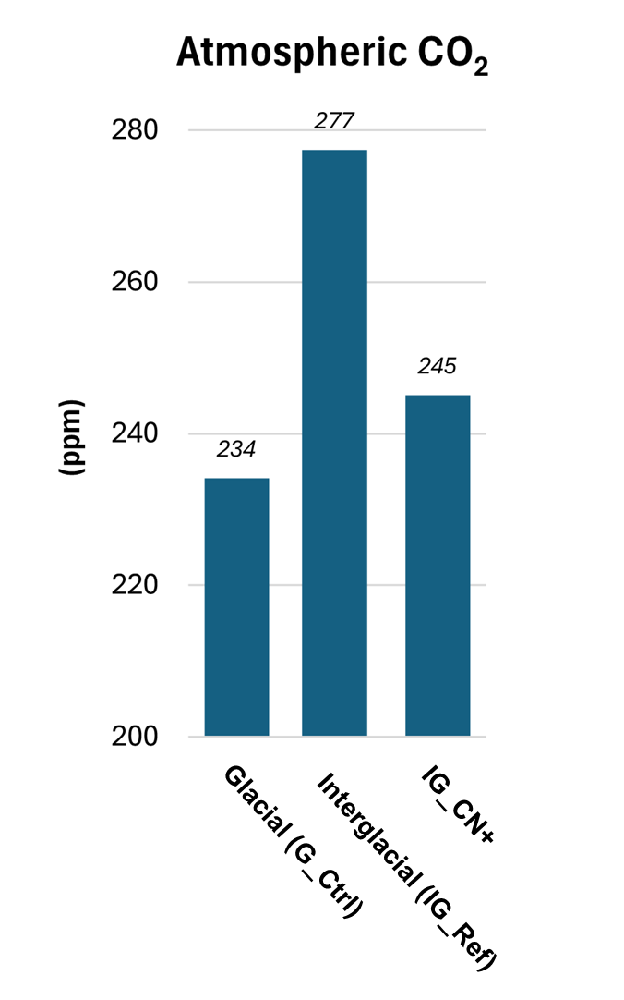 Atmospheric CO₂
280
277
260
245
(ppm)
240
234
220
200
Glacial (G_Ctrl)
Interglacial (IG_Ref)
IG_CN+